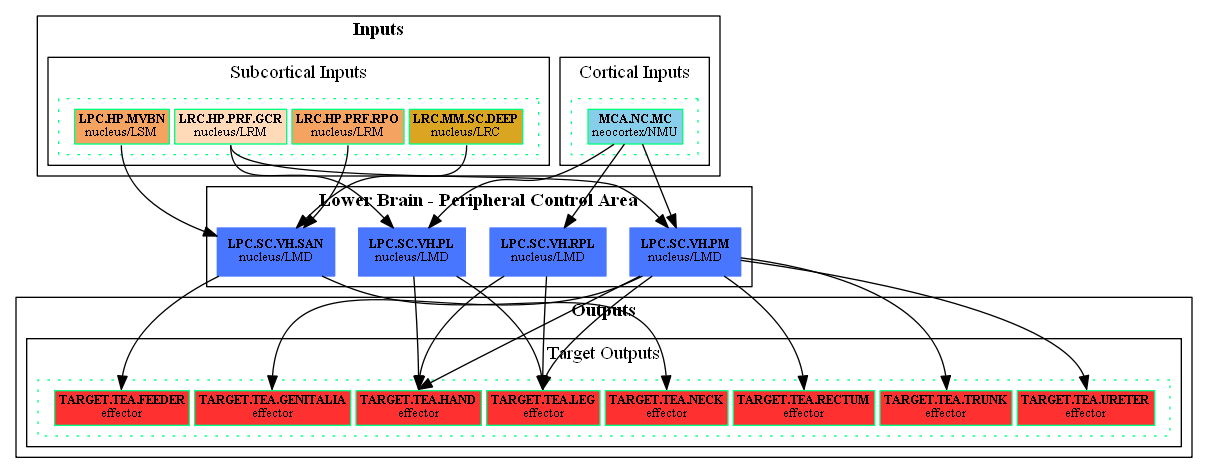 Inputs
Subcortical Inputs
Cortical Inputs
LPC.HP.MVBN
nucleus/LSM
LRC.HP.PRF.GCR
nucleus/LRM
LRC.HP.PRF.RPO
nucleus/LRM
LRC.MM.SC.DEEP
nucleus/LRC
MCA.NC.MC
neocortex/NMU
Lower Brain - Peripheral Control Area
LPC.SC.VH.SAN
nucleus/LMD
LPC.SC.VH.PL
nucleus/LMD
LPC.SC.VH.RPL
nucleus/LMD
LPC.SC.VH.PM
nucleus/LMD
Outputs
Target Outputs
TARGET.TEA.FEEDER
effector
TARGET.TEA.GENITALIA
effector
TARGET.TEA.HAND
effector
TARGET.TEA.LEG
effector
TARGET.TEA.NECK
effector
TARGET.TEA.RECTUM
effector
TARGET.TEA.TRUNK
effector
TARGET.TEA.URETER
effector